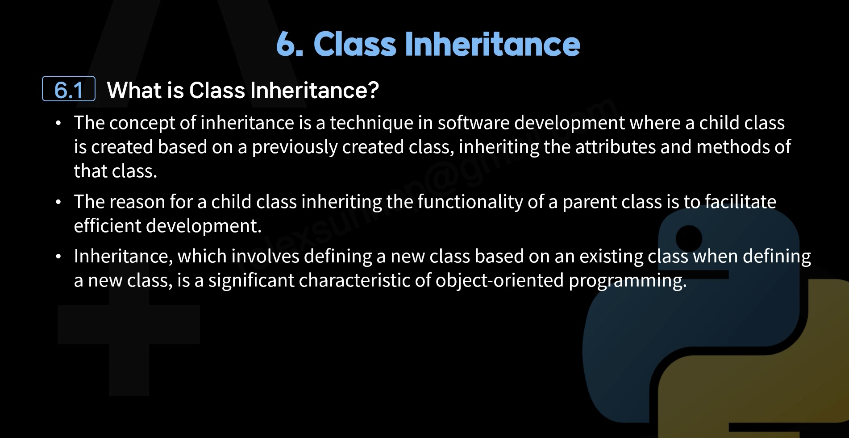 6. Class Inheritance
6.1 What is Class Inheritance?
• The concept of inheritance is a technique in software development where a child class
is created based on a previously created class, inheriting the attributes and methods of
that class.
• The reason for a child class inheriting the functionality of a parent class is to facilitate
efficient development.
• Inheritance, which involves defining a new class based on an existing class when defining
a new class, is a significant characteristic of object-oriented programming.